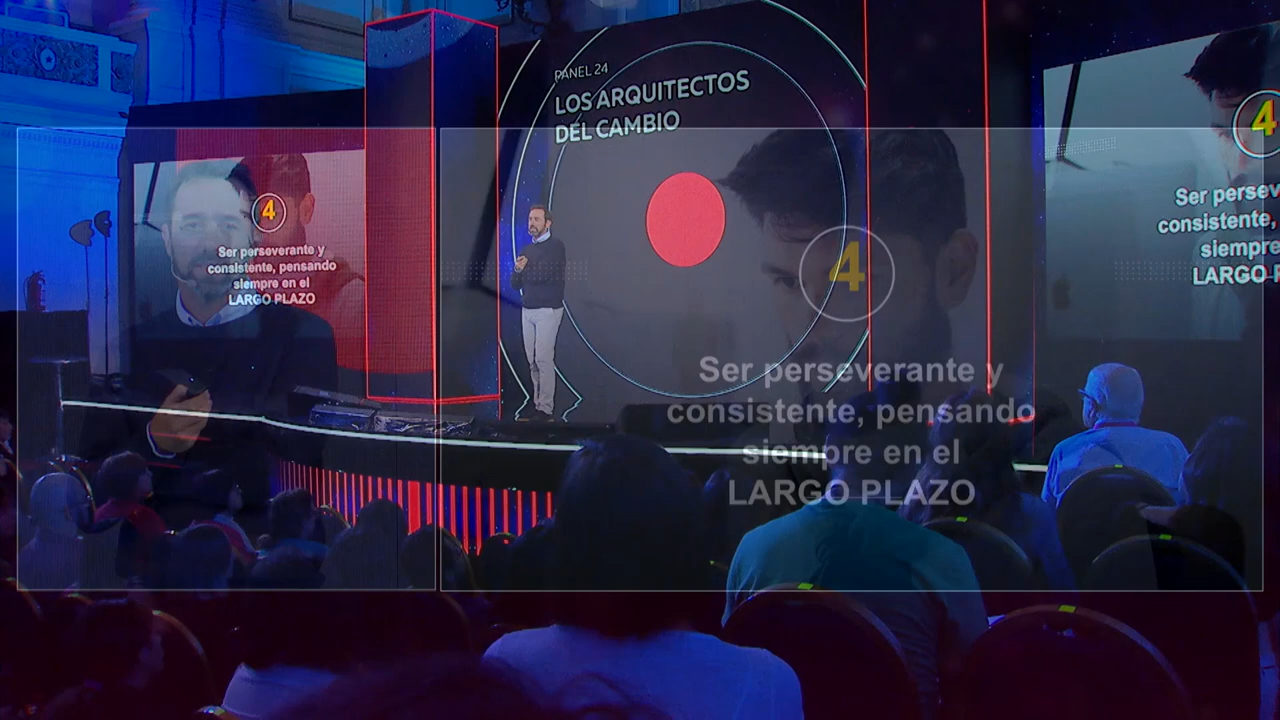 PANEL 24
LOS ARQUITECTOS
DEL CAMBIO
4
Ser perseverante y
consistente, pensando
siempre en el
LARGO PLAZO
4
Ser perseverante y
consistente, pensando
siempre en el
LARGO PLAZO
4
Ser
consistente,
siempre
LARGO